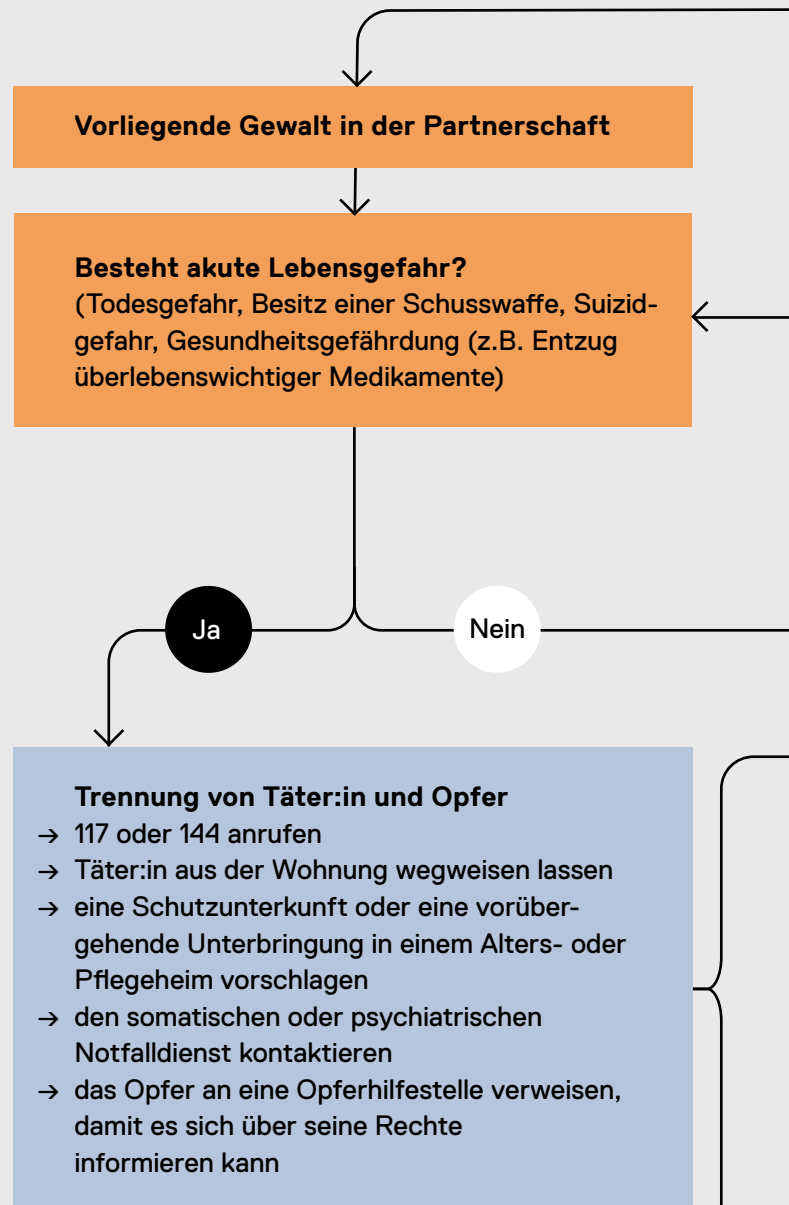 Vorliegende Gewalt in der Partnerschaft
Besteht akute Lebensgefahr?
(Todesgefahr, Besitz einer Schusswaffe, Suizid-
gefahr, Gesundheitsgefährdung (z.B. Entzug
überlebenswichtiger Medikamente)
Ja
Nein
Trennung von Täter:in und Opfer
→ 117 oder 144 anrufen
→ Täter:in aus der Wohnung wegweisen lassen
→ eine Schutzunterkunft oder eine vorüber-
gehende Unterbringung in einem Alters- oder
Pflegeheim vorschlagen
→ den somatischen oder psychiatrischen
Notfalldienst kontaktieren
→ das Opfer an eine Opferhilfestelle verweisen,
damit es sich über seine Rechte
informieren kann